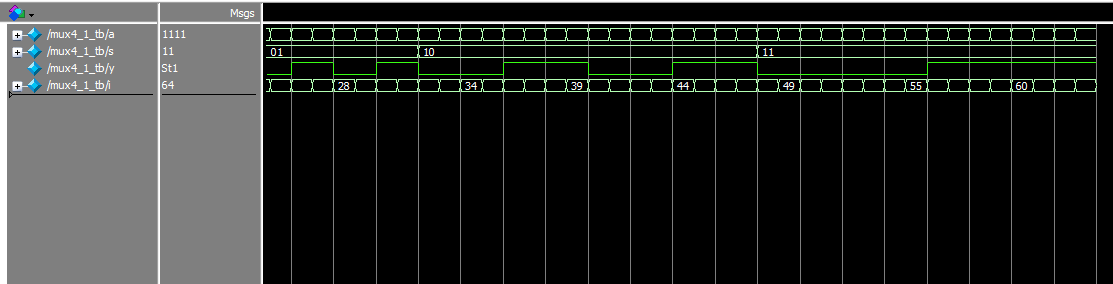 Msgs
/mux4_1_tb/a 1111
/mux4_1_tb/s 11 01 10 11
/mux4_1_tb/y St1
/mux4_1_tb/i 64 28 34 39 44 49 55 60